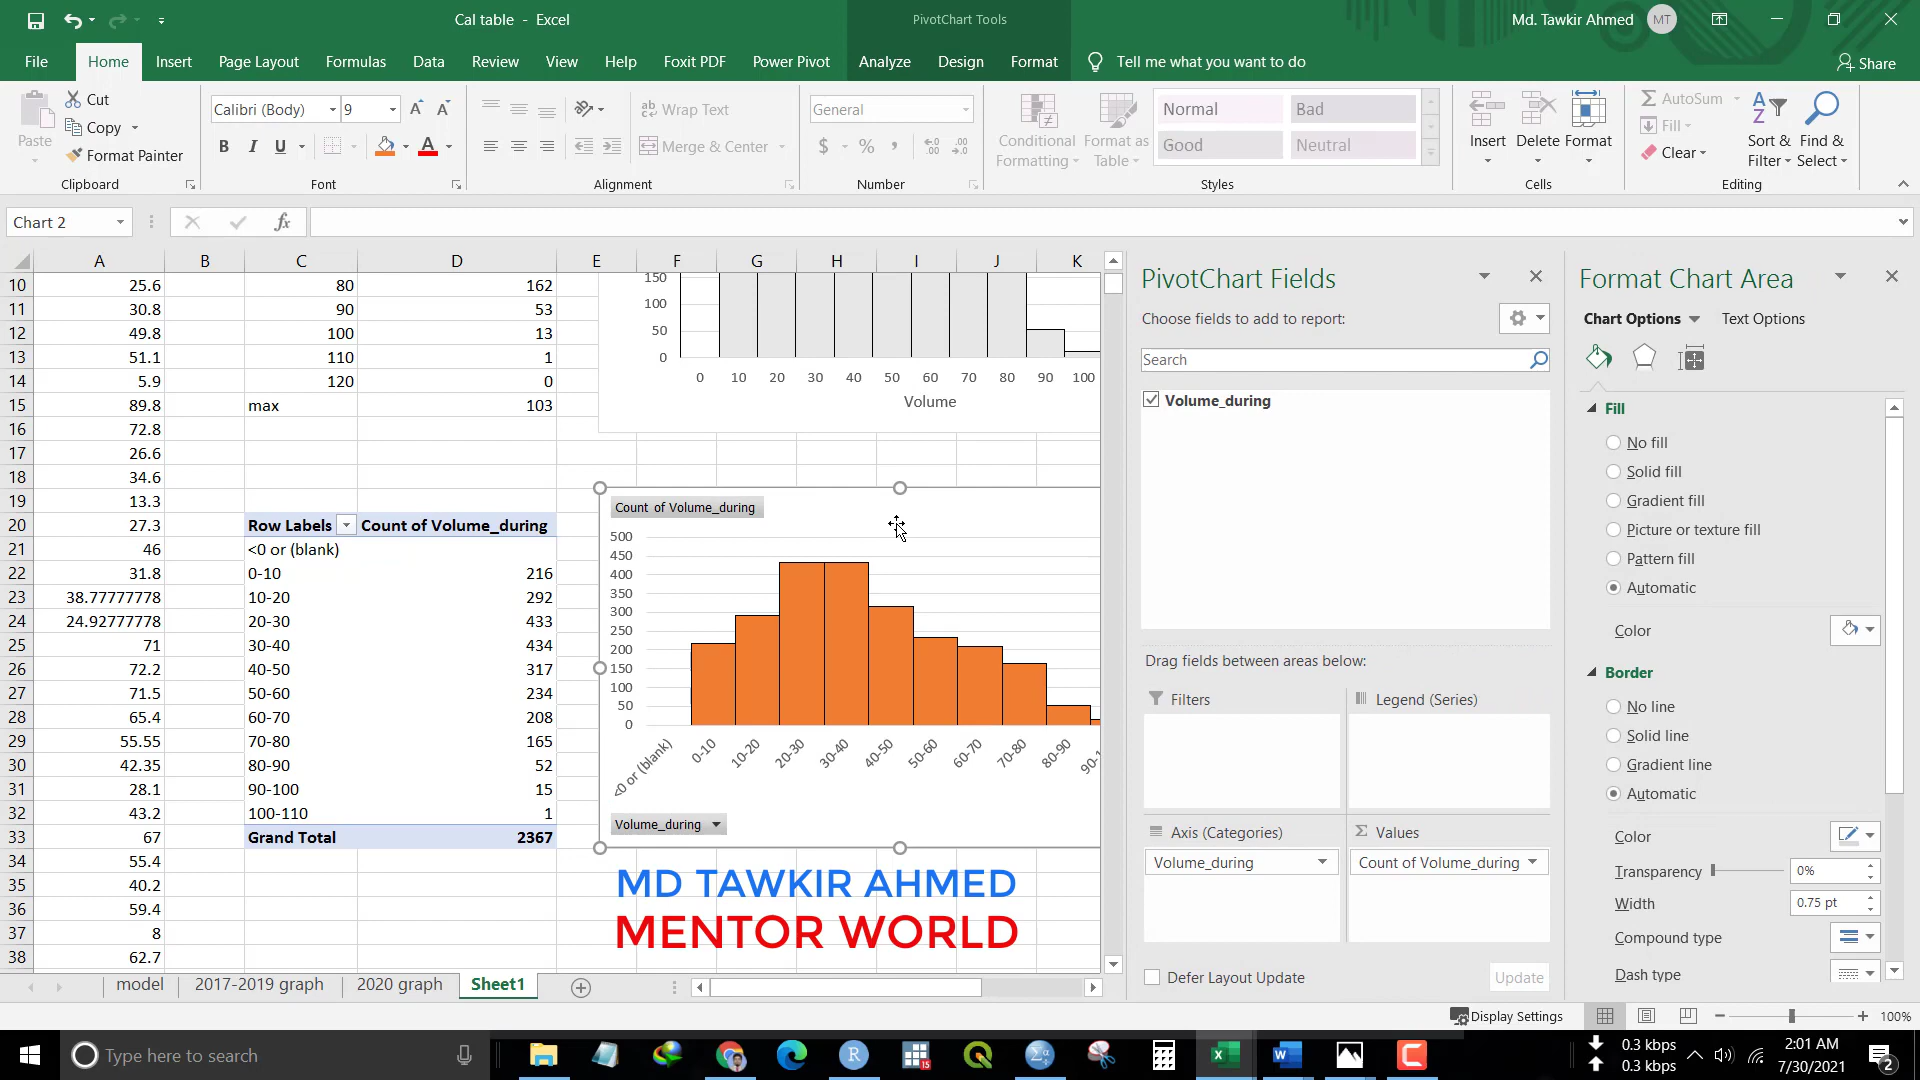 Cal table - Excel
PivotChart Tools
Md. Tawkir Ahmed MT
File Home Insert Page Layout Formulas Data Review View Help Foxit PDF Power Pivot Analyze Design Format Tell me what you want to do Share
Paste Cut Copy Format Painter
Calibri (Body) 9 A A
B I U A
ab Wrap Text
Merge & Center
General
$ % ,
Conditional Formatting Format as Table
Normal Bad
Good Neutral
Insert Delete Format
AutoSum
Fill
Clear
Sort & Filter Find & Select
Clipboard Font Alignment Number Styles Cells Editing
Chart 2 fx
A B C D E F G H I J K
10 25.6 80 162
11 30.8 90 53
12 49.8 100 13
13 51.1 110 1
14 5.9 120 0
15 89.8 max 103
16 72.8
17 26.6
18 34.6
19 13.3
20 27.3 Row Labels Count of Volume_during
21 46 <0 or (blank)
22 31.8 0-10 216
23 38.77777778 10-20 292
24 24.92777778 20-30 433
25 71 30-40 434
26 72.2 40-50 317
27 71.5 50-60 234
28 65.4 60-70 208
29 55.55 70-80 165
30 42.35 80-90 52
31 28.1 90-100 15
32 43.2 100-110 1
33 67 Grand Total 2367
34 55.4
35 40.2
36 59.4
37 8
38 62.7
150
100
50
0
0 10 20 30 40 50 60 70 80 90 100
Volume
Count of Volume_during
500
450
400
350
300
250
200
150
100
50
0
<0 or (blank) 0-10 10-20 20-30 30-40 40-50 50-60 60-70 70-80 80-90 90-1
Volume_during
MD TAWKIR AHMED
MENTOR WORLD
PivotChart Fields
Choose fields to add to report:
Search
Volume_during
Drag fields between areas below:
Filters Legend (Series)
Axis (Categories) Values
Volume_during Count of Volume_during
Defer Layout Update Update
Format Chart Area
Chart Options Text Options
Fill
No fill
Solid fill
Gradient fill
Picture or texture fill
Pattern fill
Automatic
Color
Border
No line
Solid line
Gradient line
Automatic
Color
Transparency 0%
Width 0.75 pt
Compound type
Dash type
model 2017-2019 graph 2020 graph Sheet1
Display Settings 100%
Type here to search
R
15
0.3 kbps
0.3 kbps
2:01 AM
7/30/2021
2